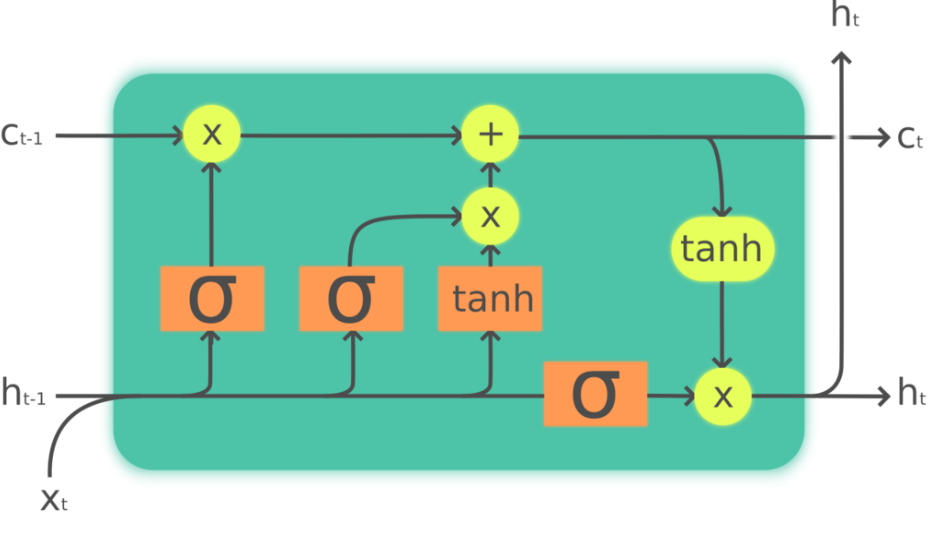 ht
ct-1 x + ct
x
tanh
σ σ tanh
ht-1 σ x ht
xt